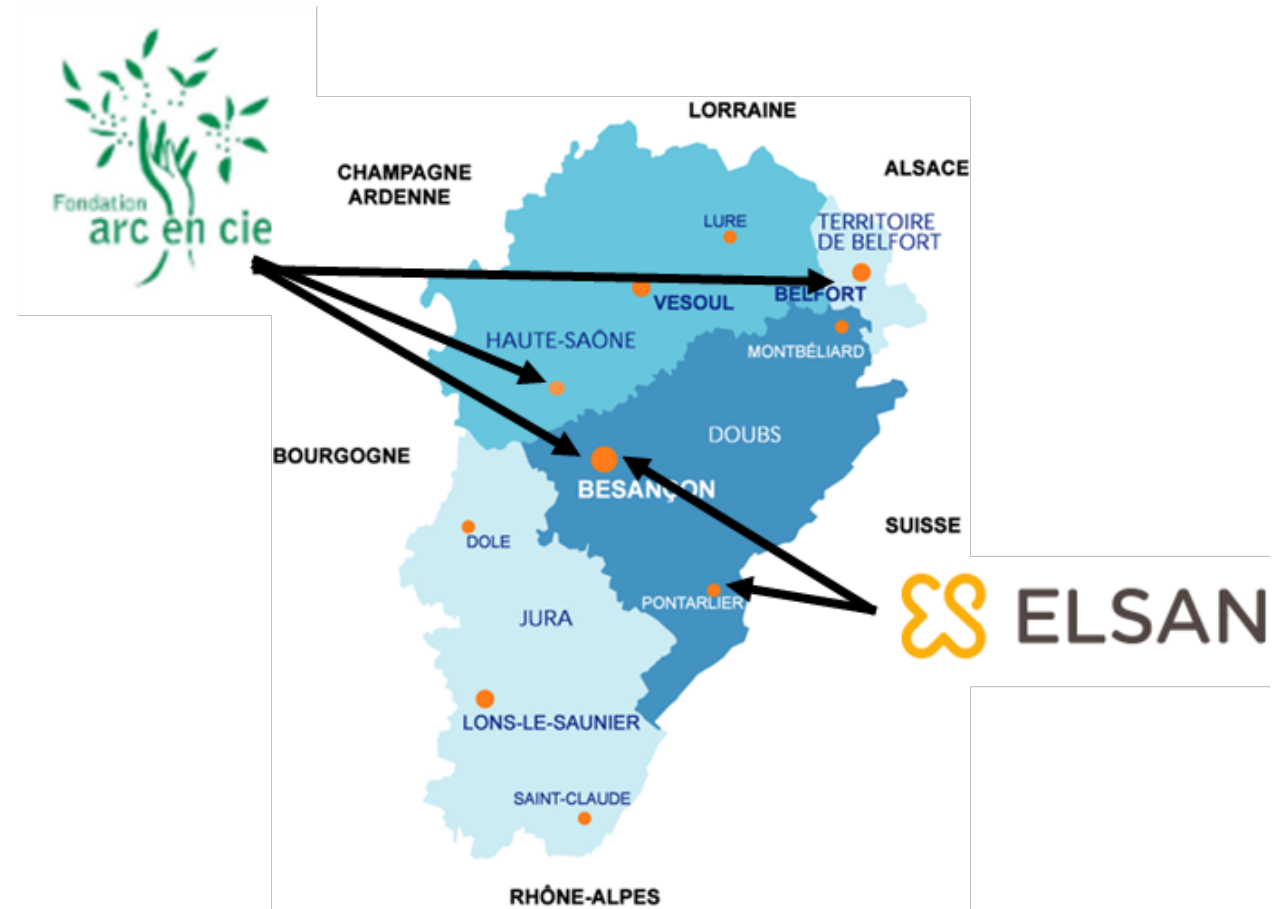 Fondation
arc en cie
LORRAINE
CHAMPAGNE
ARDENNE
ALSACE
LURE
TERRITOIRE
DE BELFORT
VESOUL
BELFORT
HAUTE-SAÔNE
MONTBÉLIARD
DOUBS
BOURGOGNE
BESANÇON
SUISSE
DOLE
PONTARLIER
JURA
ELSAN
LONS-LE-SAUNIER
SAINT-CLAUDE
RHÔNE-ALPES